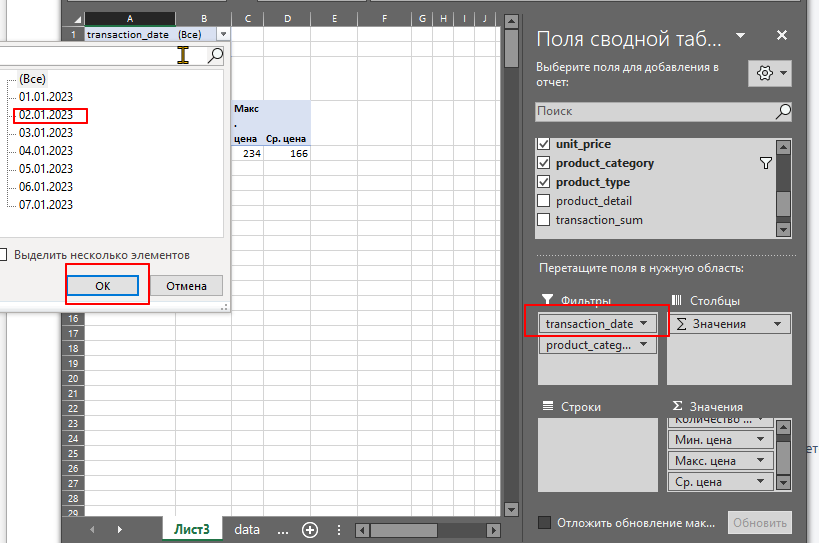 A B C D E F G H I J
1 transaction_date (Все)
(Все)
01.01.2023
02.01.2023
03.01.2023
04.01.2023
05.01.2023
06.01.2023
07.01.2023
Выделить несколько элементов
ОК Отмена
Макс
.
цена Ср. цена
234 166
16
17
18
19
20
21
22
23
24
25
26
27
28
29
Лист3 data ...
Поля сводной таб...
Выберите поля для добавления в
отчет:
Поиск
unit_price
product_category
product_type
product_detail
transaction_sum
Перетащите поля в нужную область:
Фильтры
transaction_date
product_categ...
Столбцы
Σ Значения
Строки
Σ Значения
Количество ...
Мин. цена
Макс. цена
Ср. цена
Отложить обновление мак...
Обновить
ет